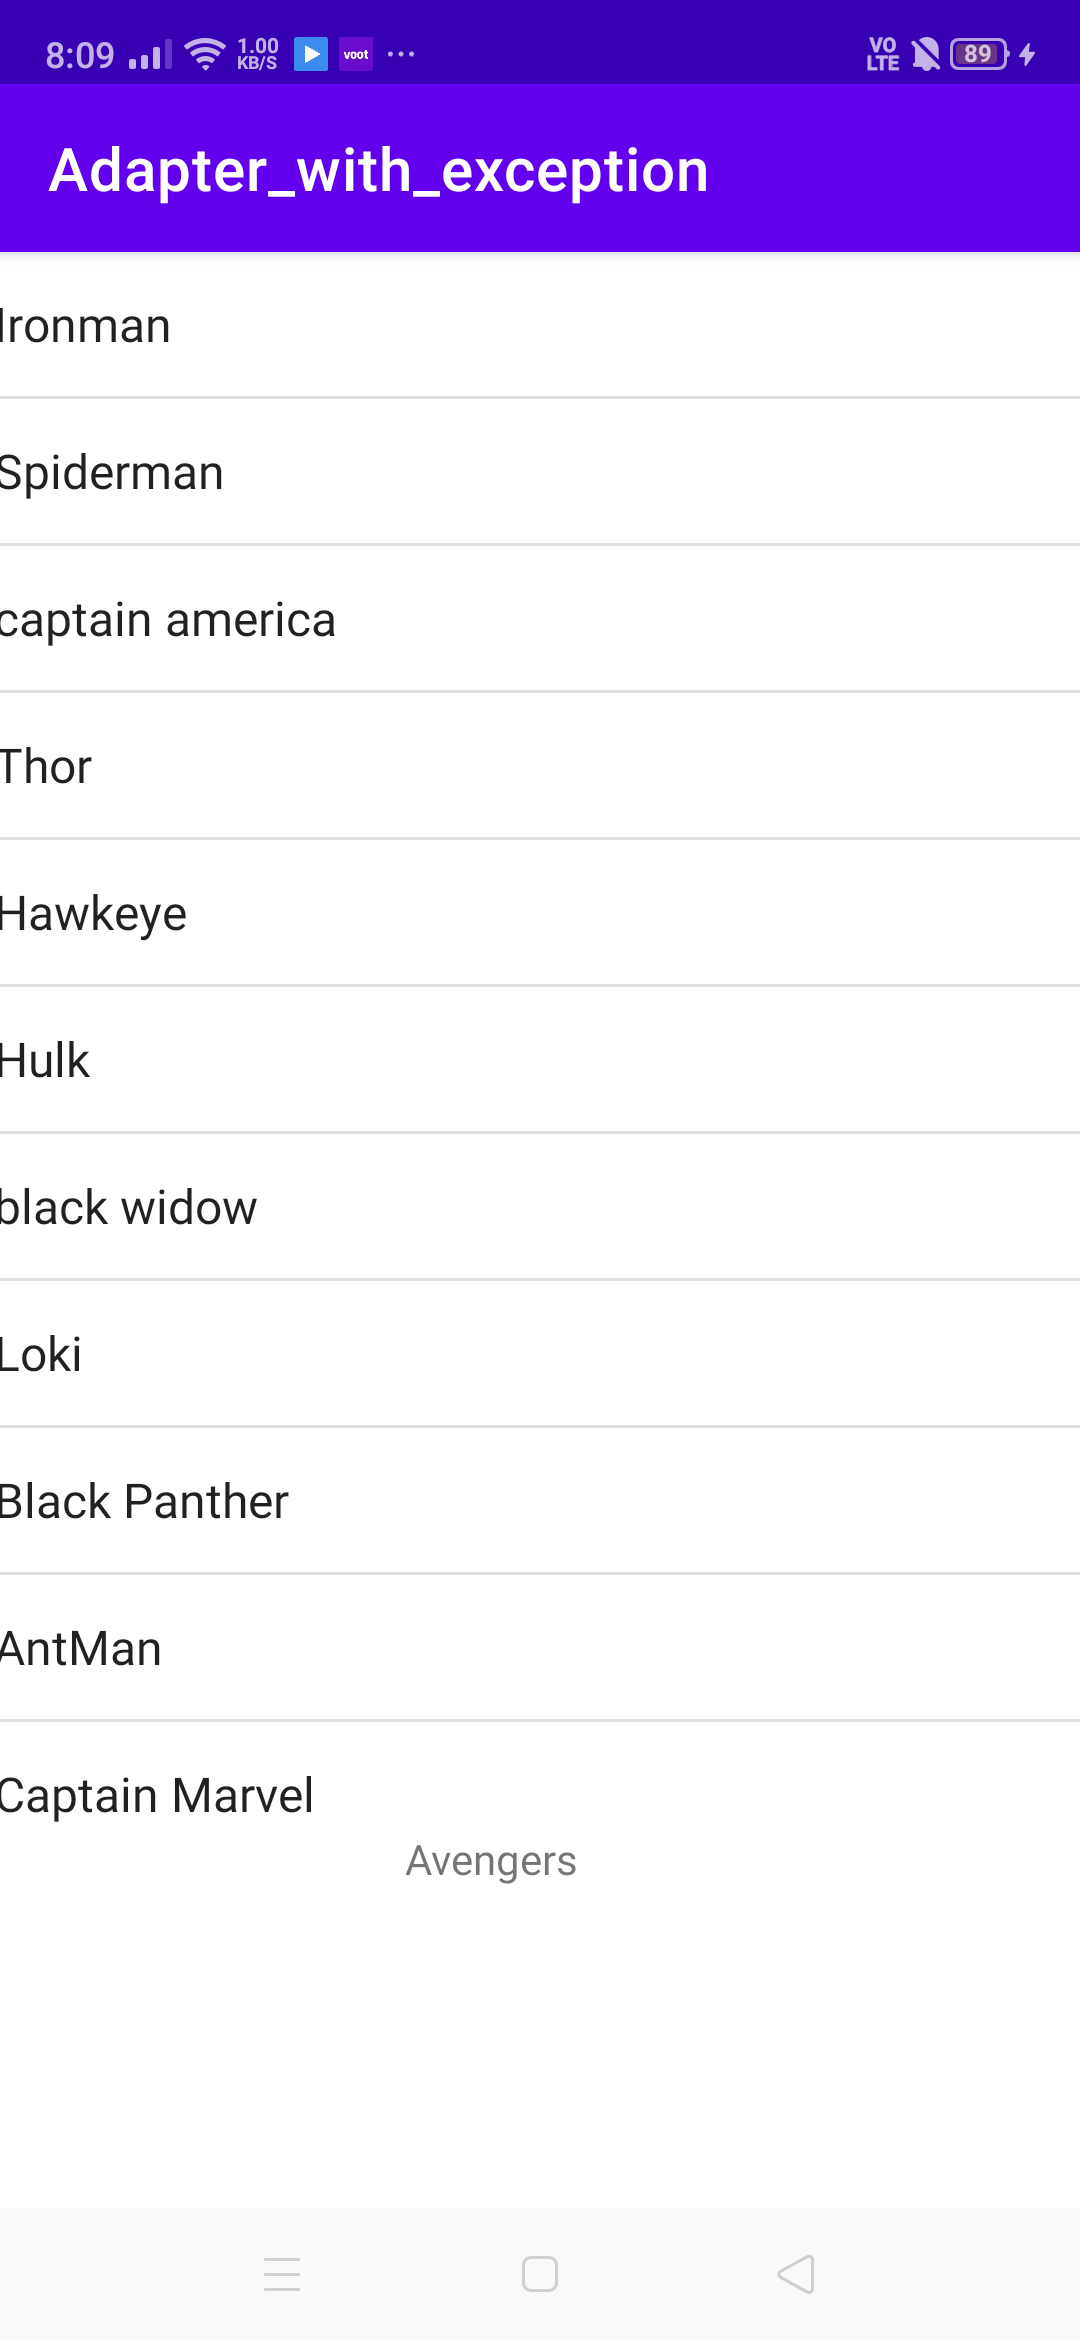 8:09 1.00 KB/S voot ... VO LTE 89
Adapter_with_exception
Ironman
Spiderman
captain america
Thor
Hawkeye
Hulk
black widow
Loki
Black Panther
AntMan
Captain Marvel
Avengers